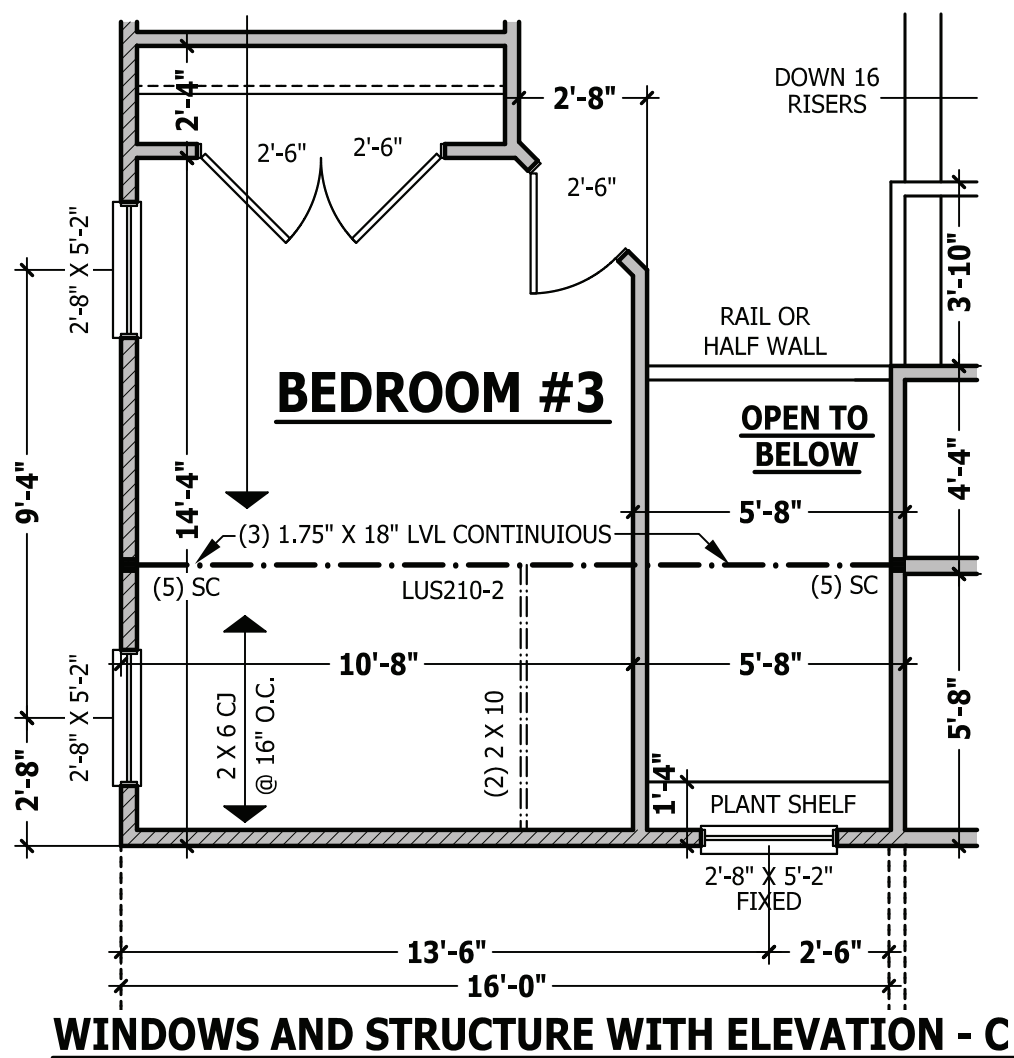 DOWN 16
RISERS
2'-8"
2'-4"
2'-6"
2'-6"
2'-6"
2'-8" X 5'-2"
3'-10"
RAIL OR
HALF WALL
BEDROOM #3
OPEN TO
BELOW
9'-4"
14'-4"
4'-4"
5'-8"
(3) 1.75" X 18" LVL CONTINUIOUS
(5) SC
LUS210-2
(5) SC
10'-8"
5'-8"
2'-8" X 5'-2"
2 X 6 CJ
@ 16" O.C.
(2) 2 X 10
5'-8"
2'-8"
1'-4"
PLANT SHELF
2'-8" X 5'-2"
FIXED
13'-6"
2'-6"
16'-0"
WINDOWS AND STRUCTURE WITH ELEVATION - C